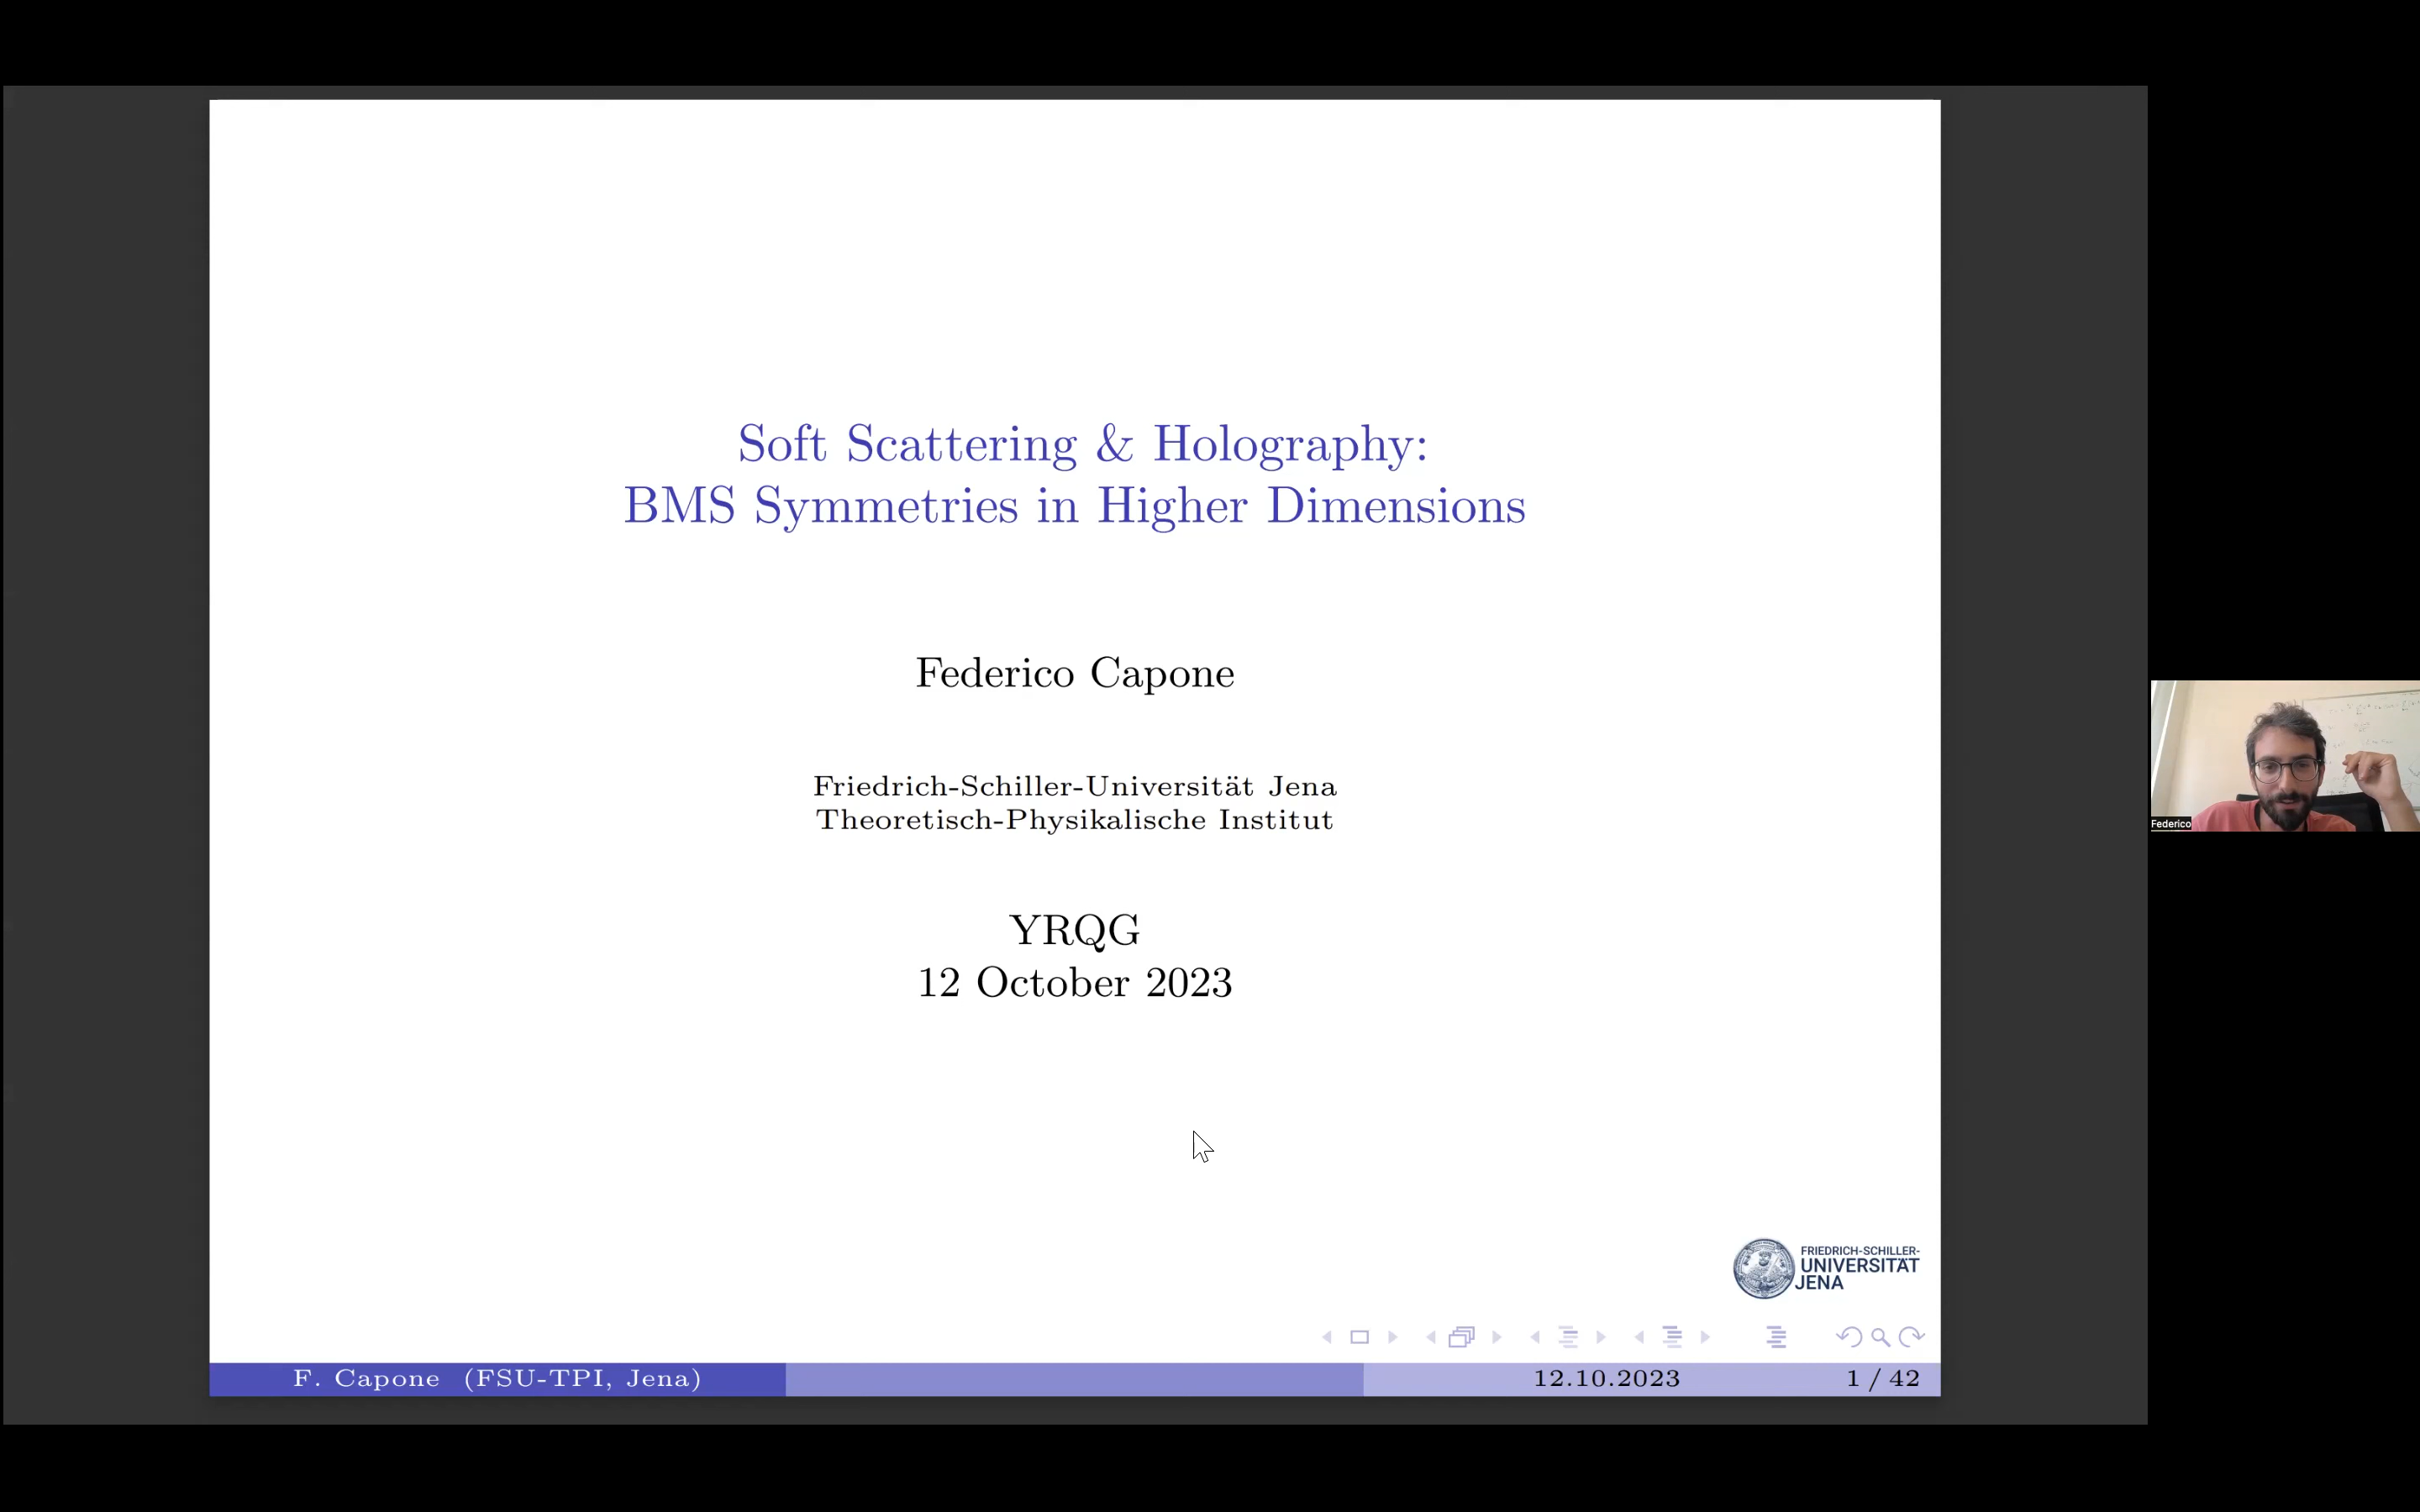 Soft Scattering & Holography:
BMS Symmetries in Higher Dimensions
Federico Capone
Friedrich-Schiller-Universität Jena
Theoretisch-Physikalische Institut
YRQG
12 October 2023
FRIEDRICH-SCHILLER-
UNIVERSITÄT
JENA
F. Capone (FSU-TPI, Jena)
12.10.2023
1 / 42
Federico